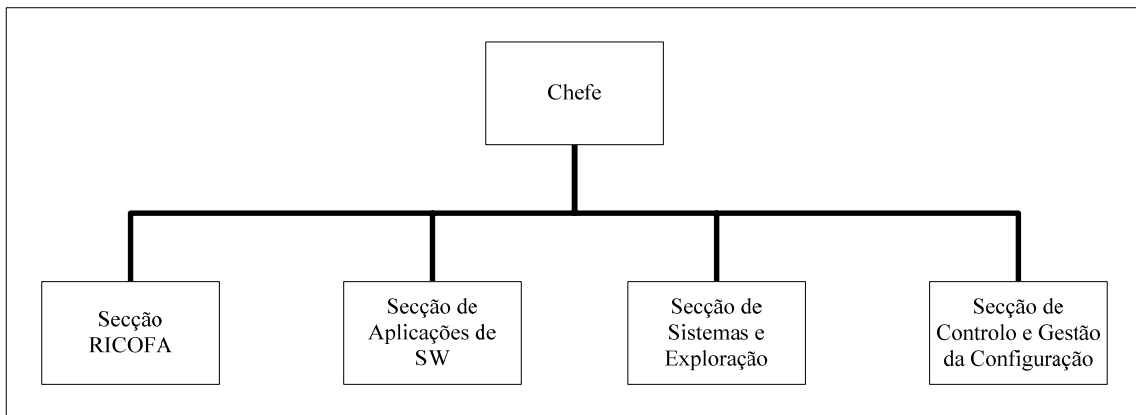 Chefe
Secção
RICOFA
Secção de
Aplicações de
SW
Secção de
Sistemas e
Exploração
Secção de
Controlo e Gestão
da Configuração